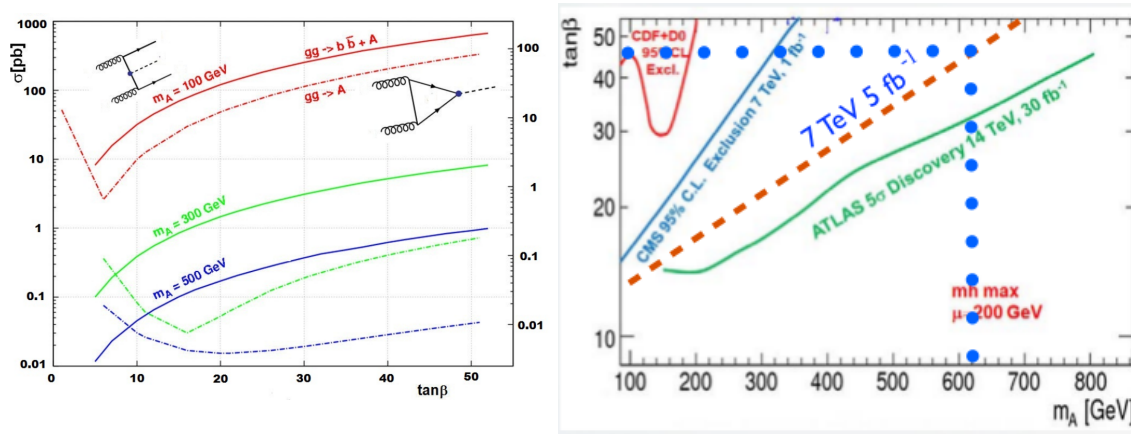 σ[pb]
1000
100
10
1
0.1
0.01
100
10
1
0.1
0.01
0
10
20
30
40
50
tanβ
gg -> b b̅ + A
gg -> A
m_A = 100 GeV
m_A = 300 GeV
m_A = 500 GeV
tanβ
50
40
30
20
10
CDF+D0
95% CL
Excl.
CMS 95% C.L. Exclusion 7 TeV, 1 fb⁻¹
7 TeV 5 fb⁻¹
ATLAS 5σ Discovery 14 TeV, 30 fb⁻¹
mh max
200 GeV
100
200
300
400
500
600
700
800
m_A [GeV]